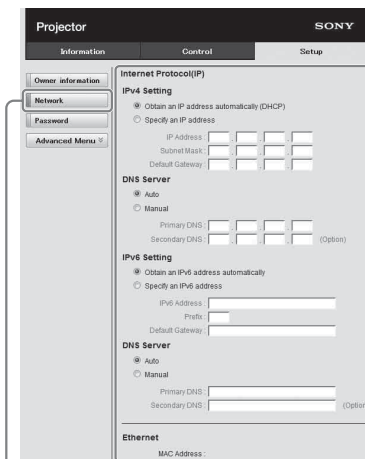 Projector SONY
Information Control Setup
Owner information
Network
Password
Advanced Menu
Internet Protocol(IP)
IPv4 Setting
Obtain an IP address automatically (DHCP)
Specify an IP address
IP Address :
Subnet Mask :
Default Gateway :
DNS Server
Auto
Manual
Primary DNS :
Secondary DNS : (Option)
IPv6 Setting
Obtain an IPv6 address automatically
Specify an IPv6 address
IPv6 Address :
Prefix :
Default Gateway :
DNS Server
Auto
Manual
Primary DNS :
Secondary DNS : (Option
Ethernet
MAC Address :